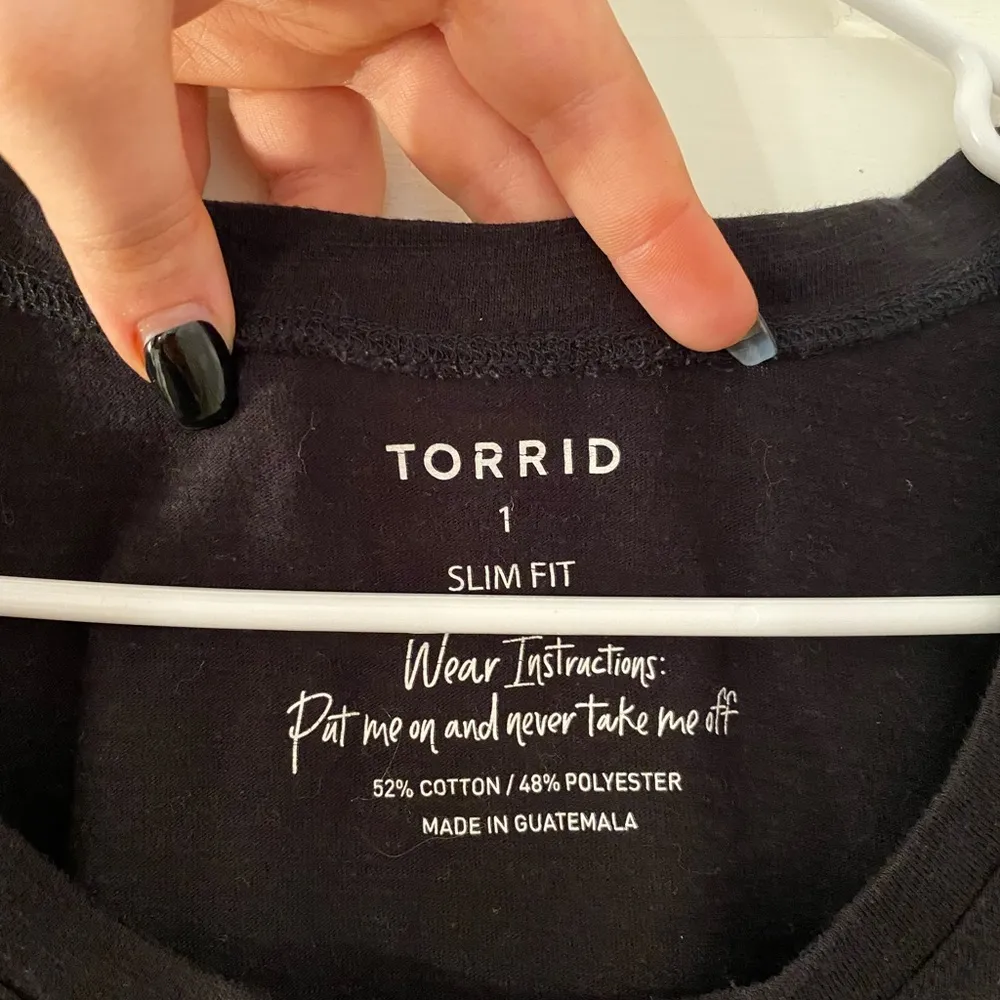 TORRID
1
SLIM FIT
Wear Instructions:
Put me on and never take me off
52% COTTON / 48% POLYESTER
MADE IN GUATEMALA